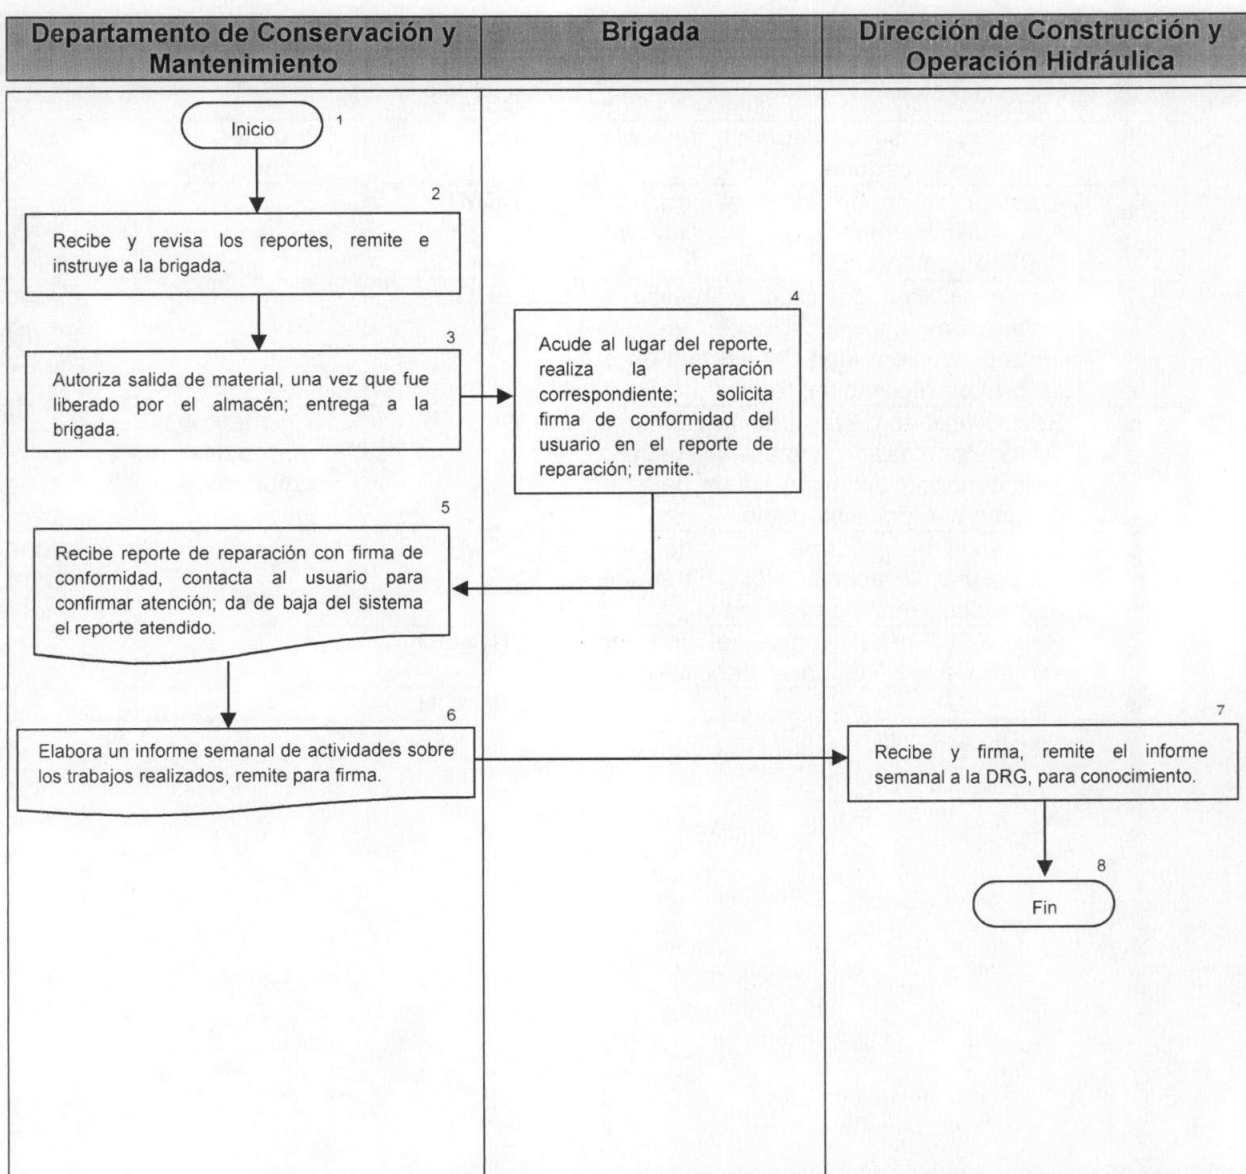 Departamento de Conservación y
Mantenimiento
Brigada
Dirección de Construcción y
Operación Hidráulica
Inicio
1
2
Recibe y revisa los reportes, remite e
instruye a la brigada.
3
Autoriza salida de material, una vez que fue
liberado por el almacén; entrega a la
brigada.
4
Acude al lugar del reporte,
realiza la reparación
correspondiente; solicita
firma de conformidad del
usuario en el reporte de
reparación; remite.
5
Recibe reporte de reparación con firma de
conformidad, contacta al usuario para
confirmar atención; da de baja del sistema
el reporte atendido.
6
Elabora un informe semanal de actividades sobre
los trabajos realizados, remite para firma.
7
Recibe y firma, remite el informe
semanal a la DRG, para conocimiento.
8
Fin